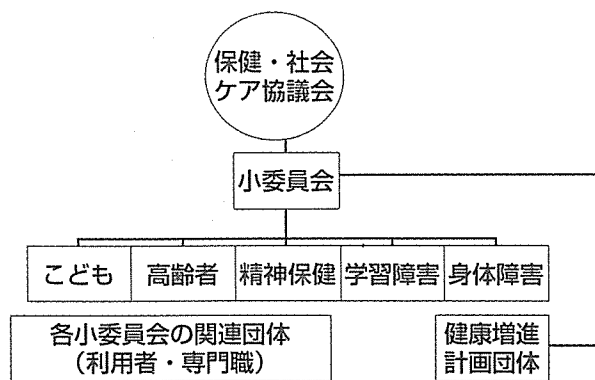 保健・社会
ケア協議会
小委員会
こども
高齢者
精神保健
学習障害
身体障害
各小委員会の関連団体
（利用者・専門職）
健康増進
計画団体